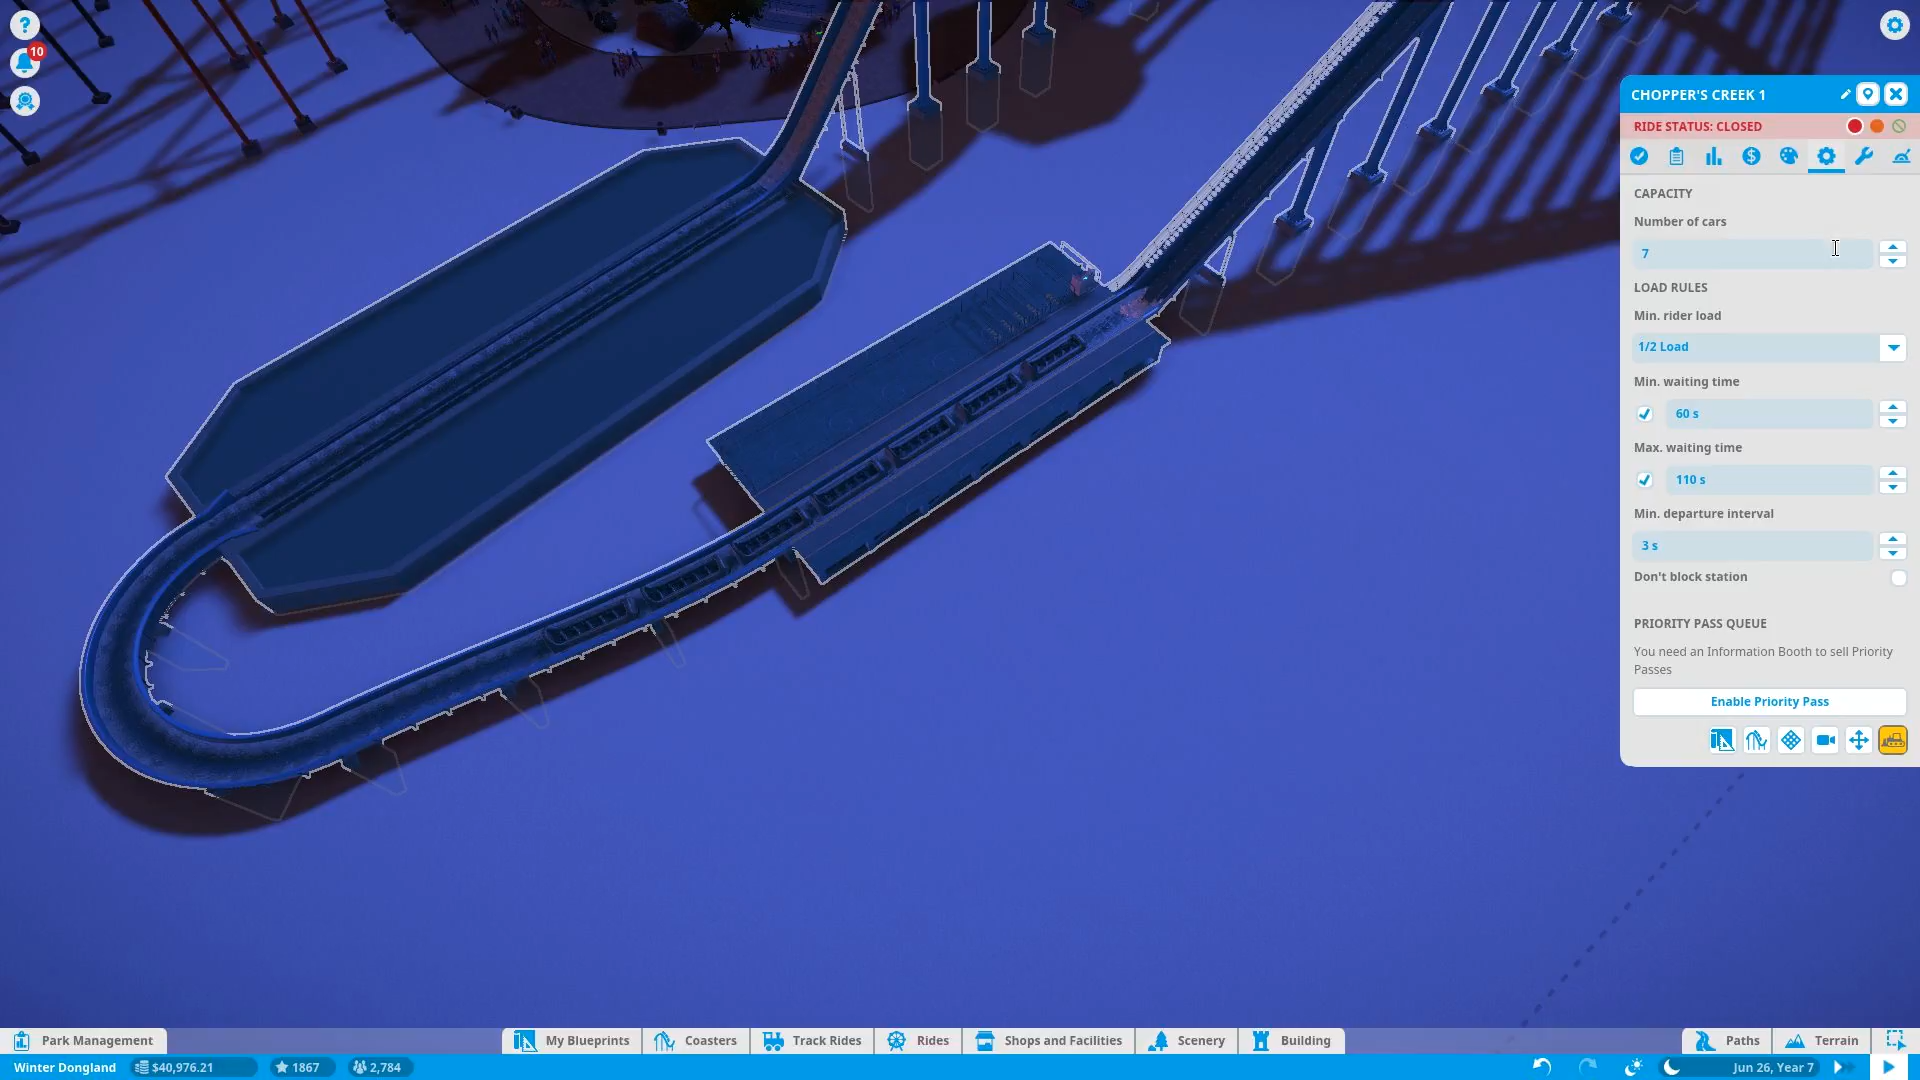 ?
10
CHOPPER'S CREEK 1
RIDE STATUS: CLOSED
CAPACITY
Number of cars
7
LOAD RULES
Min. rider load
1/2 Load
Min. waiting time
60 s
Max. waiting time
110 s
Min. departure interval
3 s
Don't block station
PRIORITY PASS QUEUE
You need an Information Booth to sell Priority
Passes
Enable Priority Pass
Park Management
My Blueprints
Coasters
Track Rides
Rides
Shops and Facilities
Scenery
Building
Paths
Terrain
Winter Dongland
$40,976.21
1867
2,784
Jun 26, Year 7